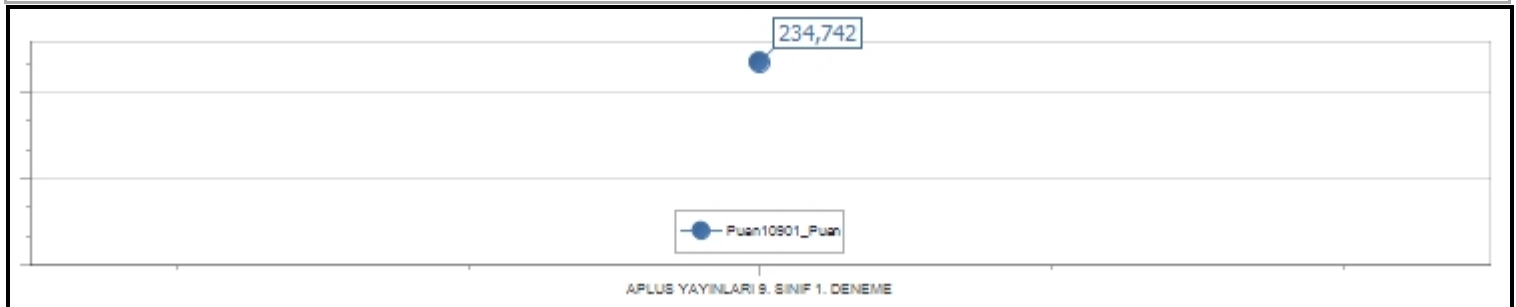 234,742
Puan10901_Puan
APLUS YAYINLARI 9. SINIF 1. DENEME